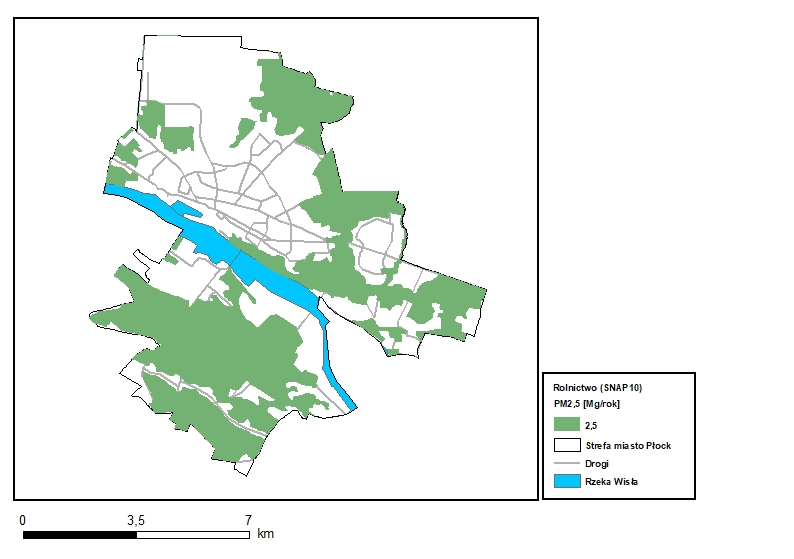 Rolnictwo (SNAP10)
PM2,5 [Mg/rok]
2,5
Strefa miasto Płock
Drogi
Rzeka Wisła
0 3,5 7
km